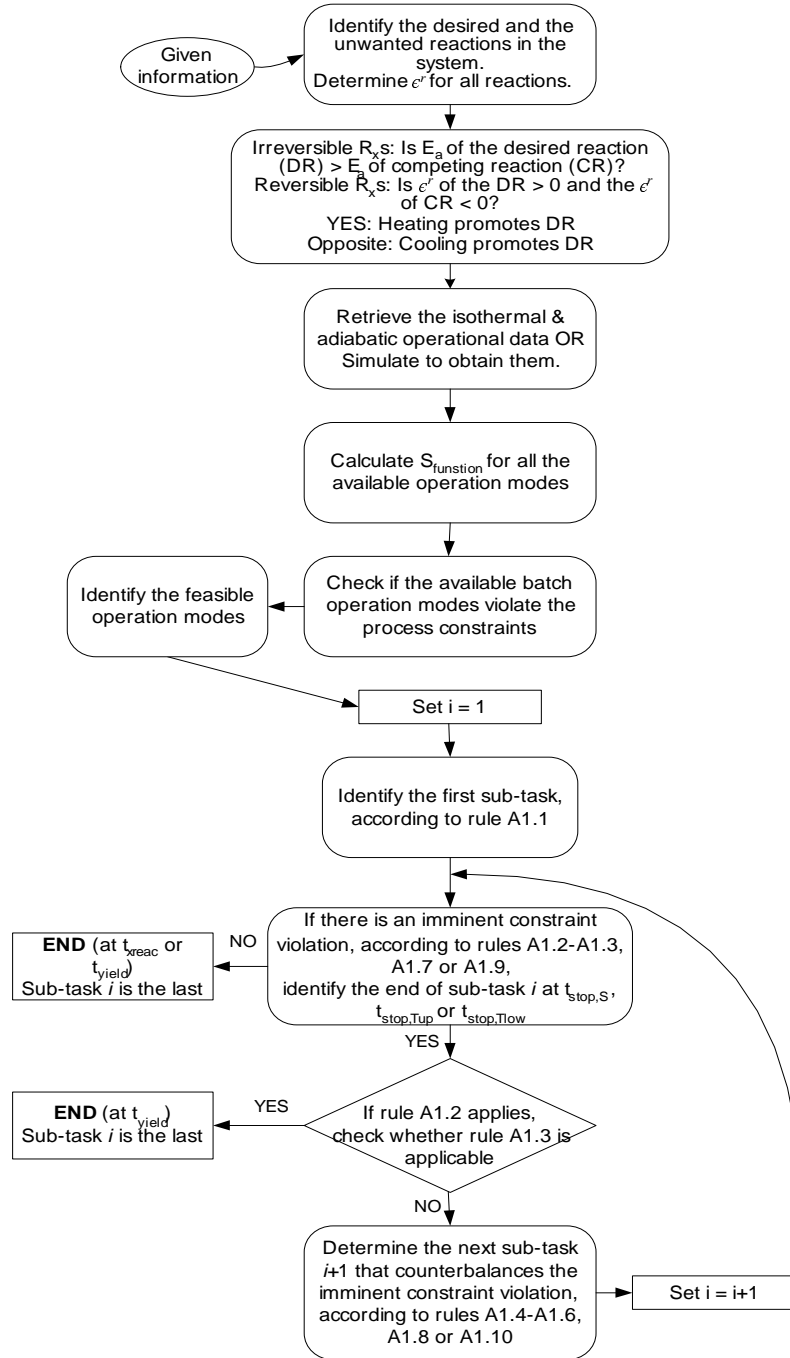 Given
information
Identify the desired and the
unwanted reactions in the
system.
Determine ϵʳ for all reactions.
Irreversible Rₓs: Is Eₐ of the desired reaction
(DR) > Eₐ of competing reaction (CR)?
Reversible Rₓs: Is ϵʳ of the DR > 0 and the ϵʳ
of CR < 0?
YES: Heating promotes DR
Opposite: Cooling promotes DR
Retrieve the isothermal &
adiabatic operational data OR
Simulate to obtain them.
Calculate S_funstion for all the
available operation modes
Check if the available batch
operation modes violate the
process constraints
Identify the feasible
operation modes
Set i = 1
Identify the first sub-task,
according to rule A1.1
If there is an imminent constraint
violation, according to rules A1.2-A1.3,
A1.7 or A1.9,
identify the end of sub-task i at t_stop,S,
t_stop,Tup or t_stop,Tlow
NO
END (at t_xreac or
t_yield)
Sub-task i is the last
YES
If rule A1.2 applies,
check whether rule A1.3 is
applicable
YES
END (at t_yield)
Sub-task i is the last
NO
Determine the next sub-task
i+1 that counterbalances the
imminent constraint violation,
according to rules A1.4-A1.6,
A1.8 or A1.10
Set i = i+1